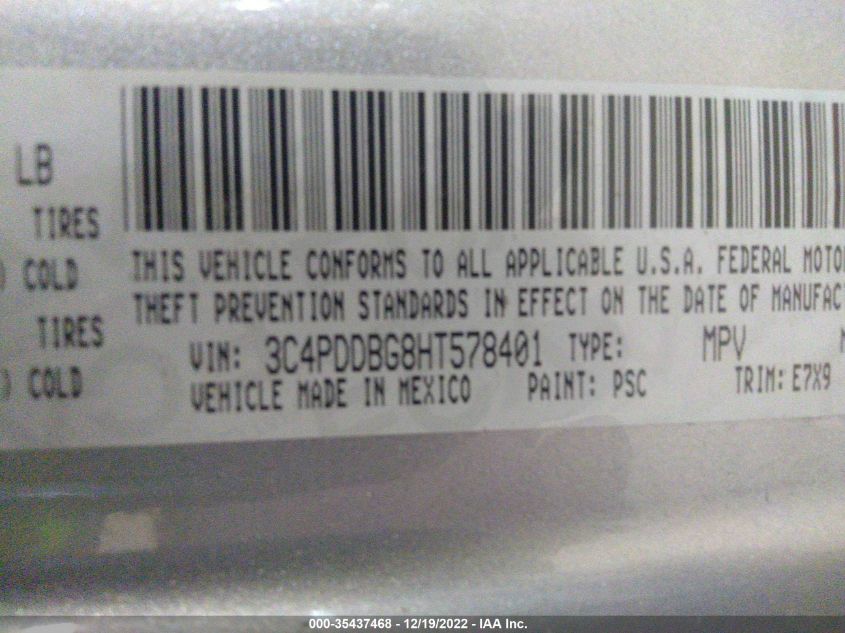 LB
TIRES
) COLD
TIRES
) COLD
THIS VEHICLE CONFORMS TO ALL APPLICABLE U.S.A. FEDERAL MOTO
THEFT PREVENTION STANDARDS IN EFFECT ON THE DATE OF MANUFAC
VIN: 3C4PDDBG8HT578401 TYPE: MPV
VEHICLE MADE IN MEXICO PAINT: PSC TRIM: E7X9
000-35437468 - 12/19/2022 - IAA Inc.